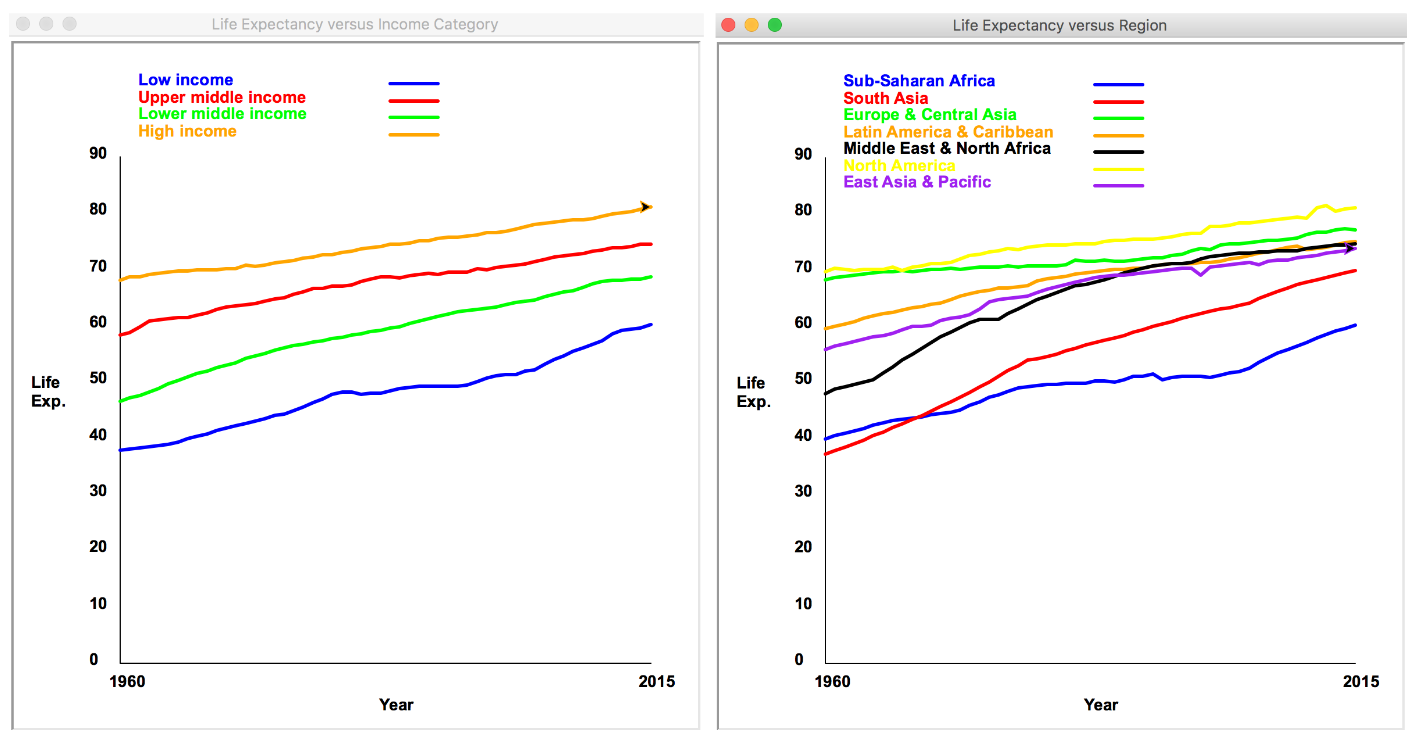 Life Expectancy versus Income Category
Low income
Upper middle income
Lower middle income
High income
90
80
70
60
50
40
30
20
10
0
Life
Exp.
1960
2015
Year
Life Expectancy versus Region
Sub-Saharan Africa
South Asia
Europe & Central Asia
Latin America & Caribbean
Middle East & North Africa
North America
East Asia & Pacific
90
80
70
60
50
40
30
20
10
0
Life
Exp.
1960
2015
Year